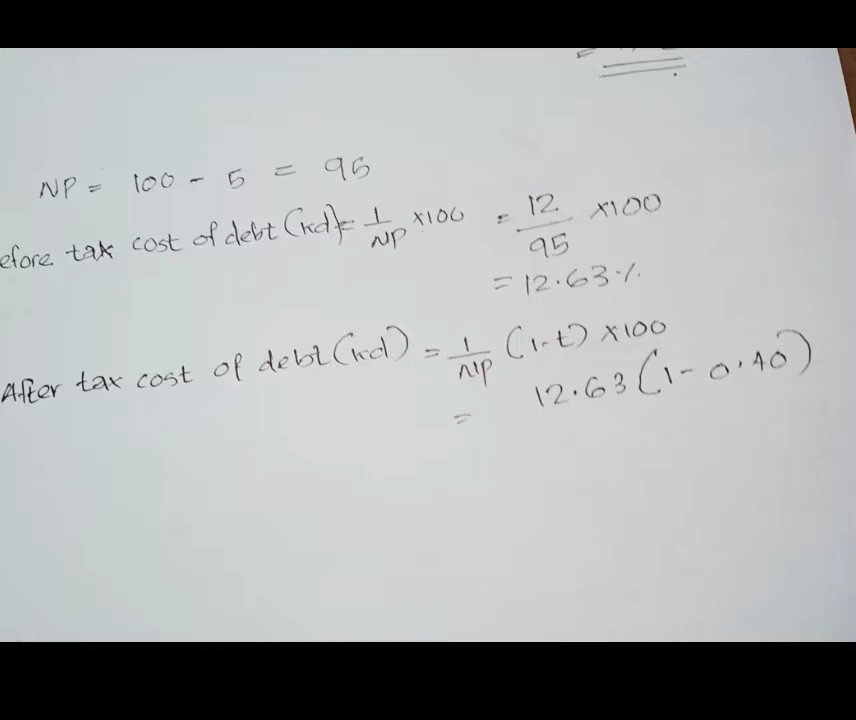 NP = 100 - 5 = 95
efore tax cost of debt (kd) = I/NP ×100 = 12/95 ×100
= 12.63%
After tax cost of debt (kd) = I/NP (1-t) ×100
= 12.63 (1 - 0.40)